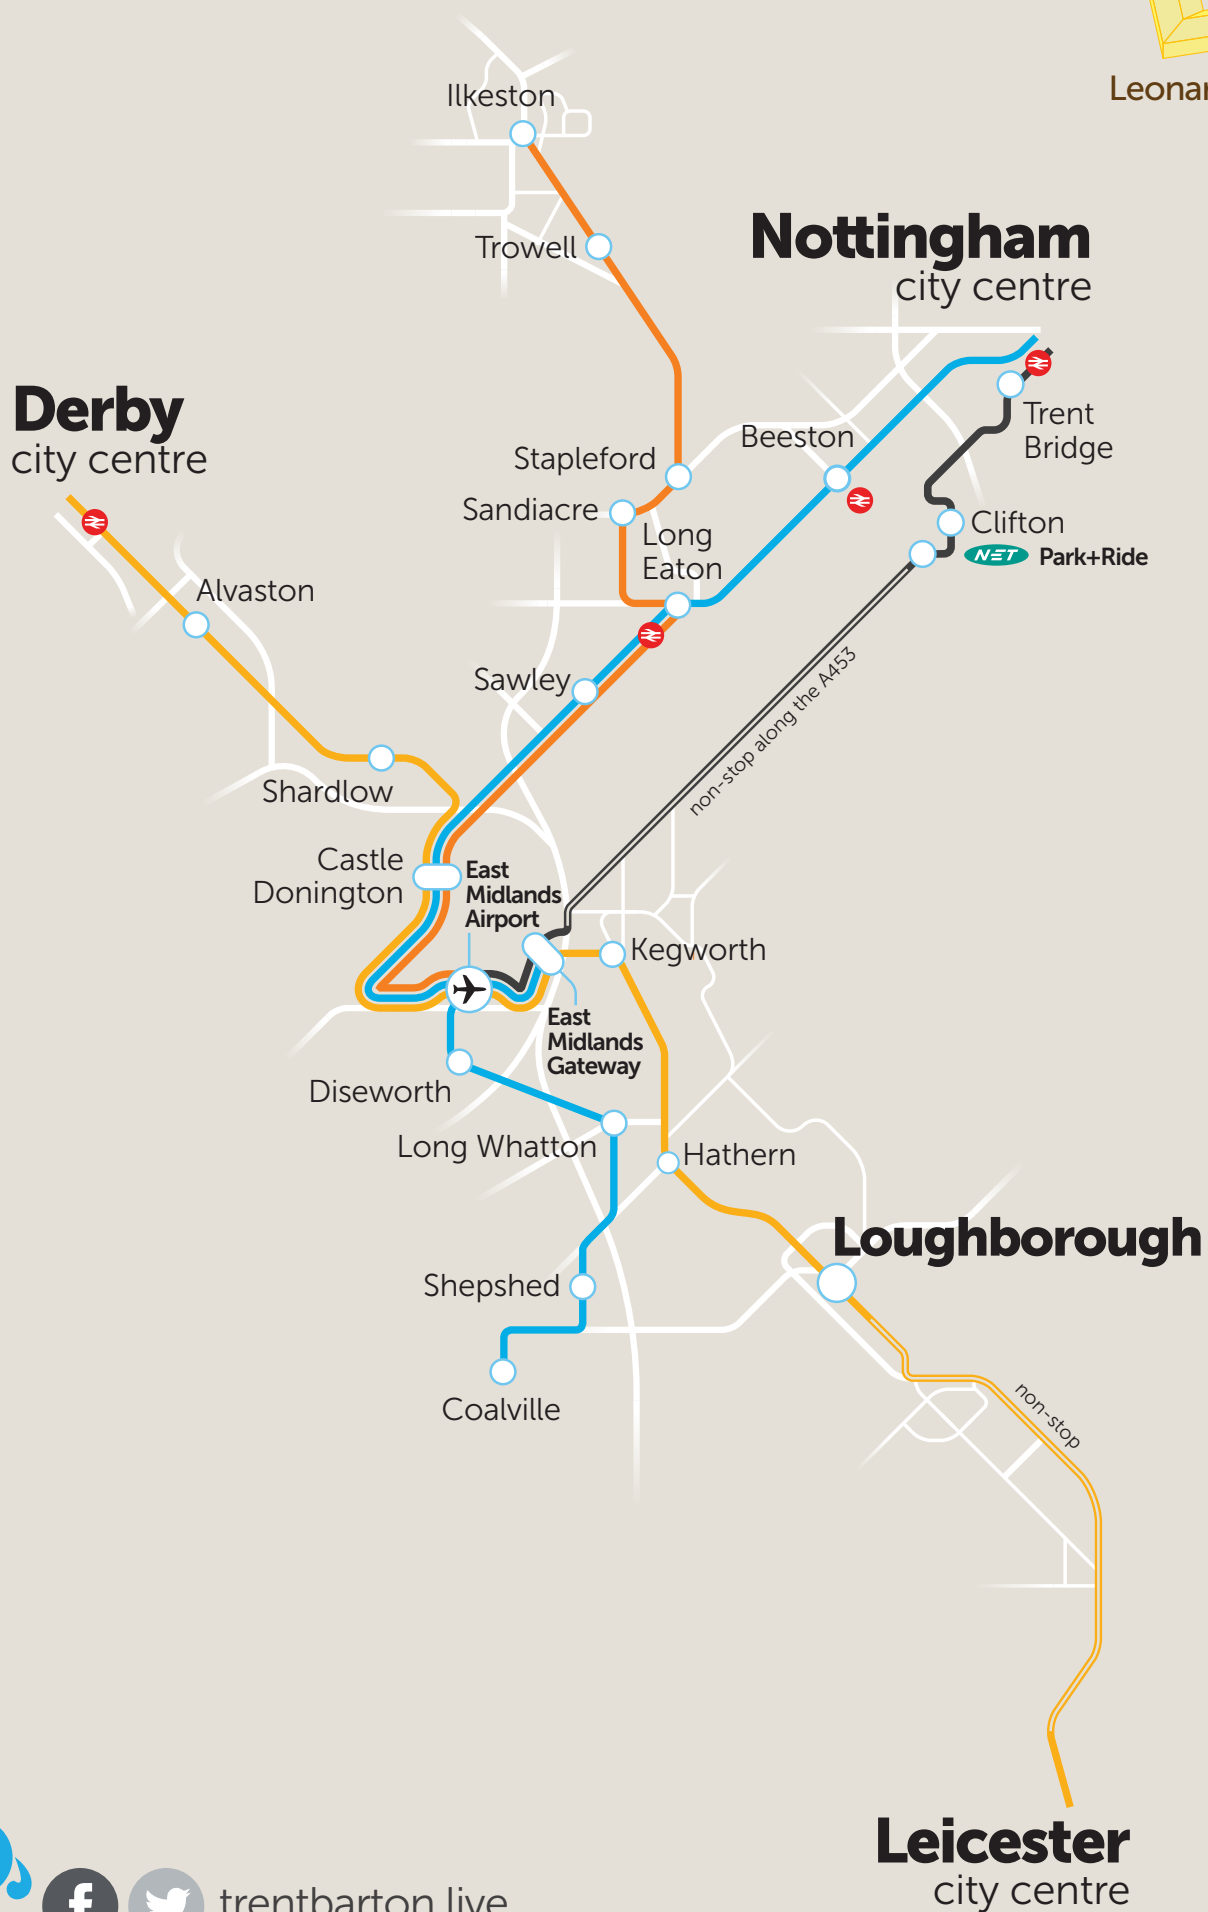 Ilkeston
Trowell
Nottingham
city centre
Derby
city centre
Stapleford
Sandiacre
Long
Eaton
Beeston
Trent
Bridge
Clifton
NET Park+Ride
Alvaston
Sawley
Shardlow
non-stop along the A453
Castle
Donington
East
Midlands
Airport
Kegworth
East
Midlands
Gateway
Diseworth
Long Whatton
Hathern
Loughborough
Shepshed
Coalville
non-stop
Leicester
city centre
trentbarton.live